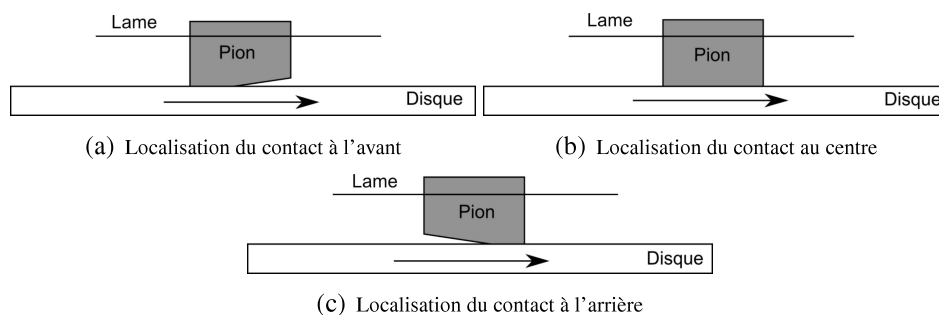 Lame
Pion
Disque
(a) Localisation du contact à l'avant
Lame
Pion
Disque
(b) Localisation du contact au centre
Lame
Pion
Disque
(c) Localisation du contact à l'arrière